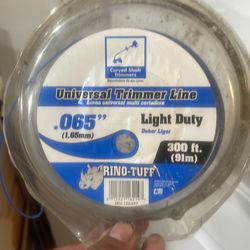 Curved Shaft
Trimmers
Universal Trimmer Line
Línea universal multi cortadora
.065"
(1,65mm)
Light Duty
Deber Ligero
300 ft.
(91m)
RINO-TUFF